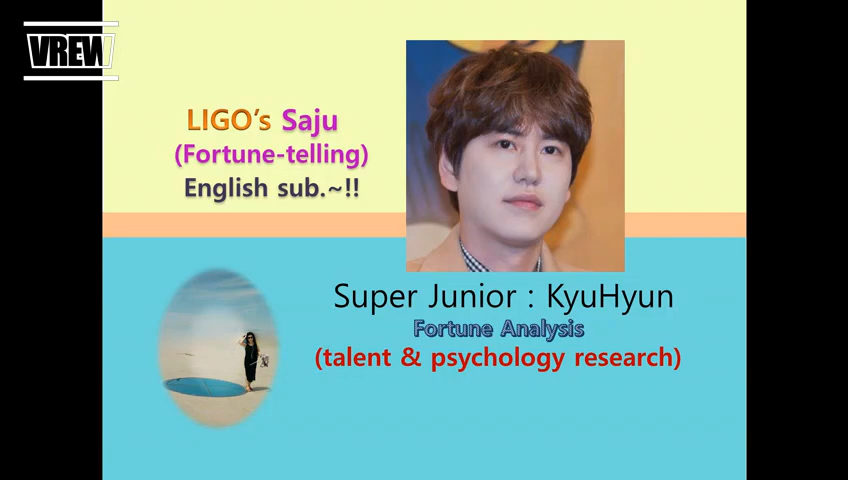 VREW
LIGO's Saju
(Fortune-telling)
English sub.~!!
Super Junior : KyuHyun
Fortune Analysis
(talent & psychology research)